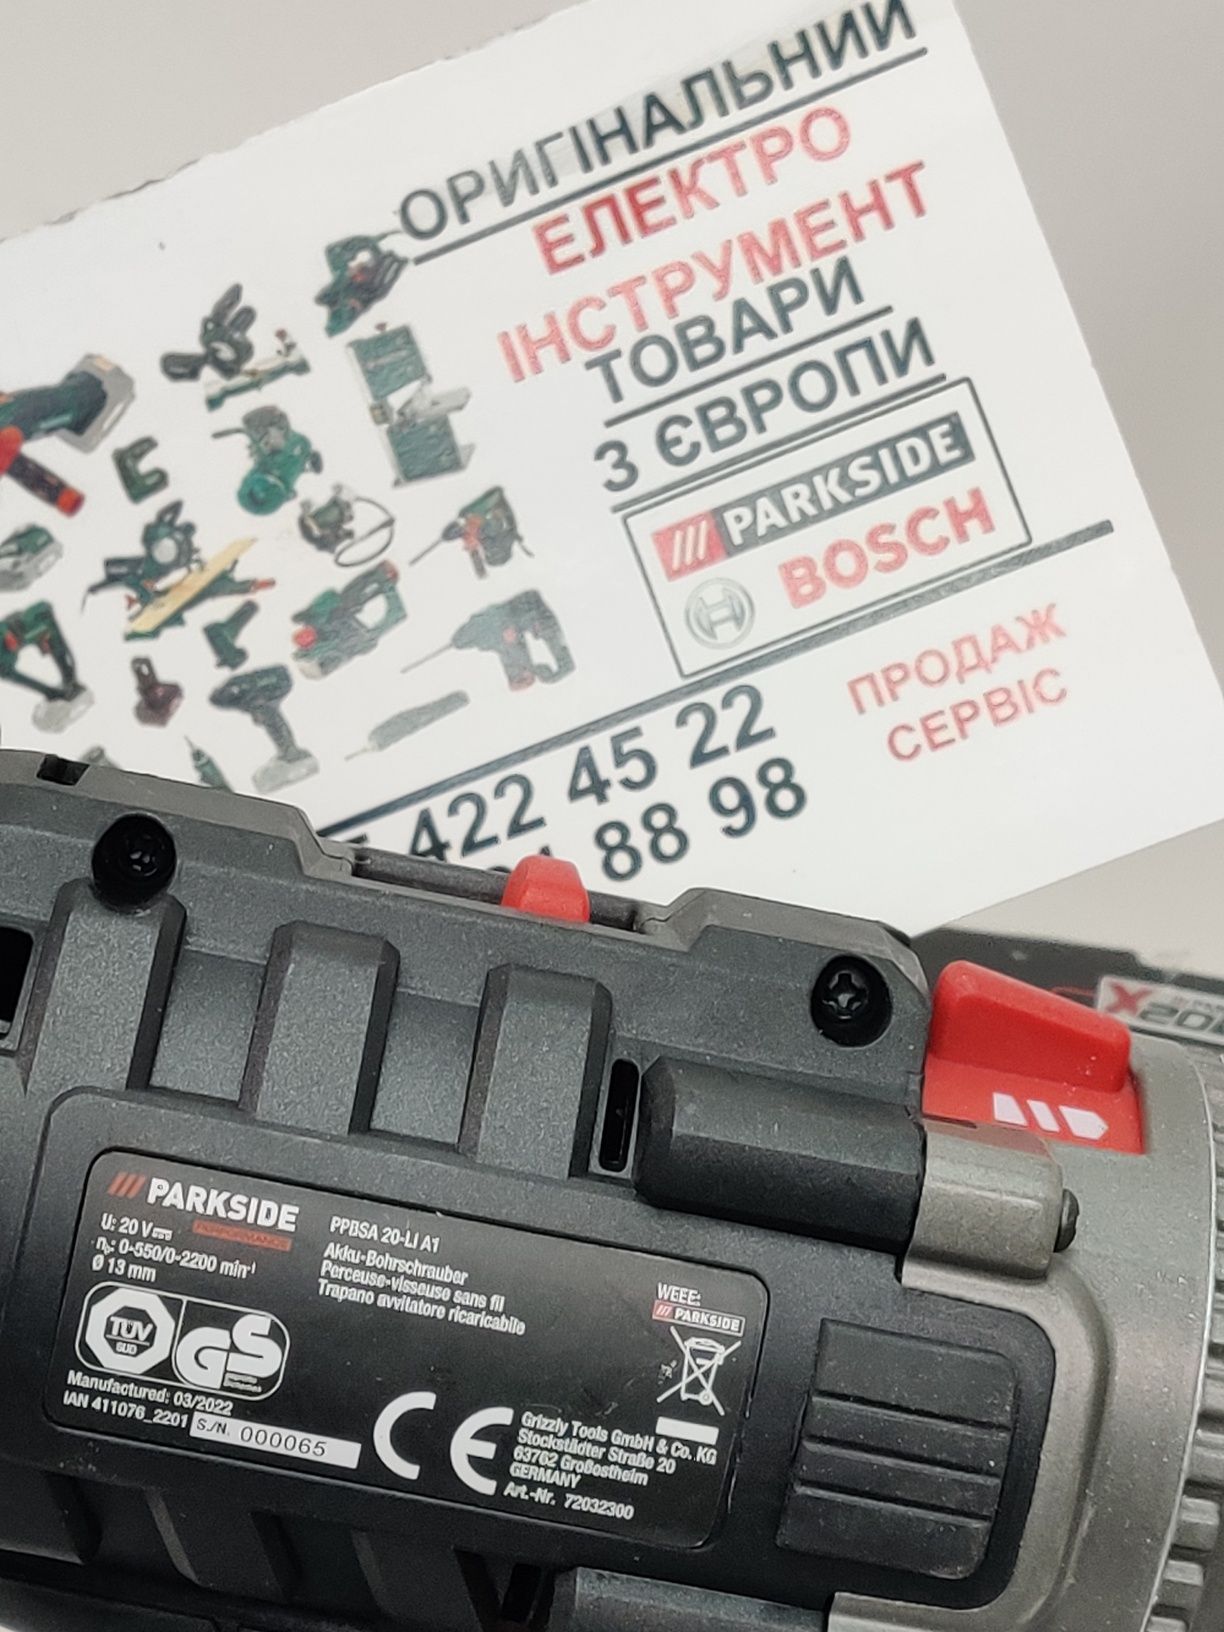 ОРИГІНАЛЬНИЙ
ЕЛЕКТРО
ІНСТРУМЕНТ
ТОВАРИ
З ЄВРОПИ
PARKSIDE
BOSCH
ПРОДАЖ
СЕРВІС
422 45 22
88 98
PARKSIDE
PERFORMANCE
U: 20 V
n₀: 0-550/0-2200 min⁻¹
Ø 13 mm
PPBSA 20-Li A1
Akku-Bohrschrauber
Perceuse-visseuse sans fil
Trapano avvitatore ricaricabile
TÜV
SÜD
GS
Manufactured: 03/2022
IAN 411076_2201
S./N. 000065
CE
WEEE:
PARKSIDE
Grizzly Tools GmbH & Co. KG
Stockstädter Straße 20
63762 Großostheim
GERMANY
Art.-Nr. 72032300